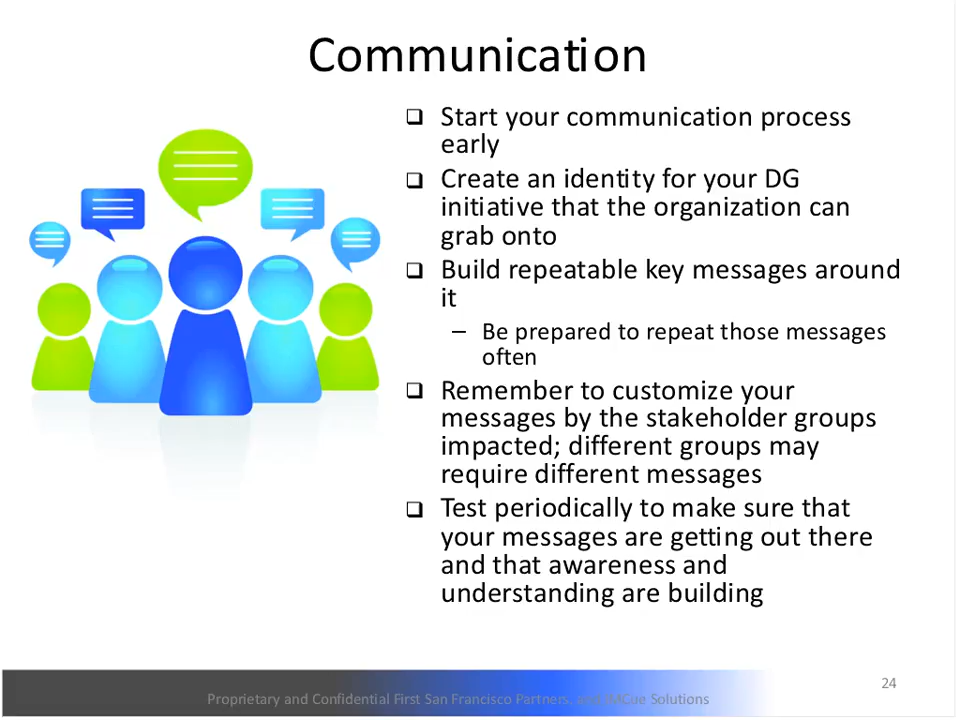 Communication
❑ Start your communication process
early
❑ Create an identity for your DG
initiative that the organization can
grab onto
❑ Build repeatable key messages around
it
– Be prepared to repeat those messages
often
❑ Remember to customize your
messages by the stakeholder groups
impacted; different groups may
require different messages
❑ Test periodically to make sure that
your messages are getting out there
and that awareness and
understanding are building
24
Proprietary and Confidential First San Francisco Partners. and Solutions